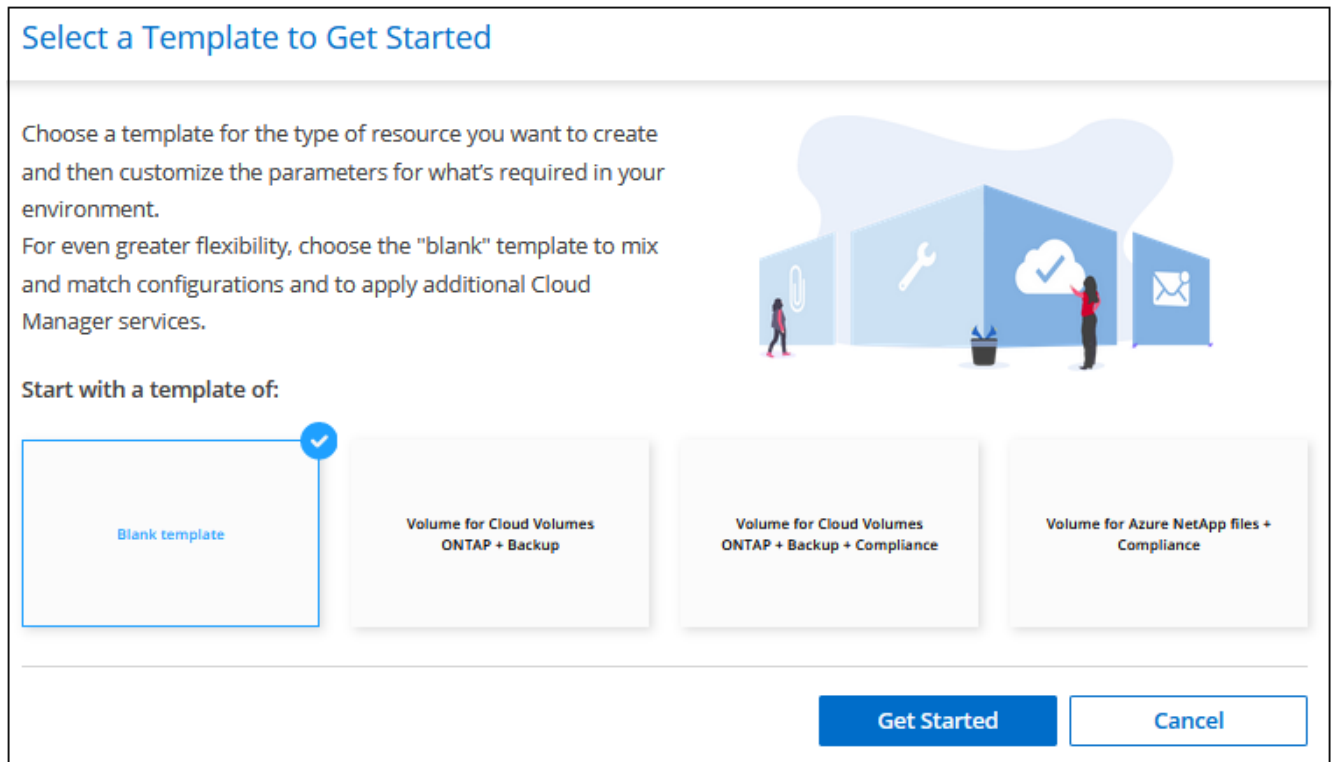 Select a Template to Get Started
Choose a template for the type of resource you want to create
and then customize the parameters for what's required in your
environment.
For even greater flexibility, choose the "blank" template to mix
and match configurations and to apply additional Cloud
Manager services.
Start with a template of:
Blank template
Volume for Cloud Volumes
ONTAP + Backup
Volume for Cloud Volumes
ONTAP + Backup + Compliance
Volume for Azure NetApp files +
Compliance
Get Started
Cancel